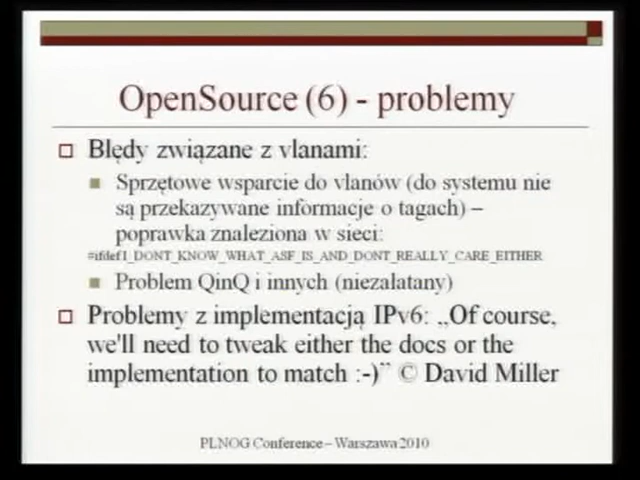 OpenSource (6) - problemy
Błędy związane z vlanami:
Sprzętowe wsparcie do vlanów (do systemu nie
są przekazywane informacje o tagach) –
poprawka znaleziona w sieci:
#ifdef I_DONT_KNOW_WHAT_ASF_IS_AND_DONT_REALLY_CARE_EITHER
Problem QinQ i innych (niezałatany)
Problemy z implementacją IPv6: „Of course,
we'll need to tweak either the docs or the
implementation to match :-)” © David Miller
PLNOG Conference – Warszawa 2010